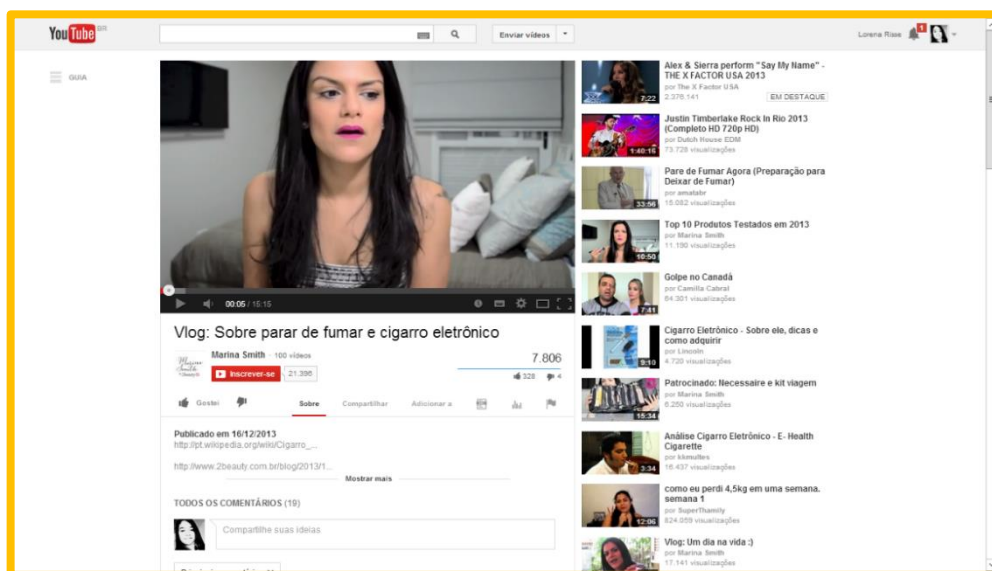 YouTube BR
Enviar vídeos
Lorena Risse
1
GUIA
00:05 / 15:15
Vlog: Sobre parar de fumar e cigarro eletrônico
Marina Smith · 100 vídeos
Inscrever-se 21.396
7.806
328 4
Gostei
Sobre Compartilhar Adicionar a
Publicado em 16/12/2013
http://pt.wikipedia.org/wiki/Cigarro_...
http://www.2beauty.com.br/blog/2013/1...
Mostrar mais
TODOS OS COMENTÁRIOS (19)
Compartilhe suas ideias
7:22
Alex & Sierra perform "Say My Name" -
THE X FACTOR USA 2013
por The X Factor USA
2.376.141 EM DESTAQUE
1:40:15
Justin Timberlake Rock In Rio 2013
(Completo HD 720p HD)
por Dutch House EDM
73.728 visualizações
33:56
Pare de Fumar Agora (Preparação para
Deixar de Fumar)
por amatabr
15.082 visualizações
10:50
Top 10 Produtos Testados em 2013
por Marina Smith
11.190 visualizações
7:41
Golpe no Canadá
por Camilla Cabral
64.301 visualizações
9:10
Cigarro Eletrônico - Sobre ele, dicas e
como adquirir
por Lincoln
4.720 visualizações
15:34
Patrocinado: Necessaire e kit viagem
por Marina Smith
6.250 visualizações
3:34
Análise Cigarro Eletrônico - E- Health
Cigarette
por kkmultes
16.437 visualizações
12:06
como eu perdi 4,5kg em uma semana.
semana 1
por SuperThamily
824.059 visualizações
Vlog: Um dia na vida :)
por Marina Smith
17.141 visualizações